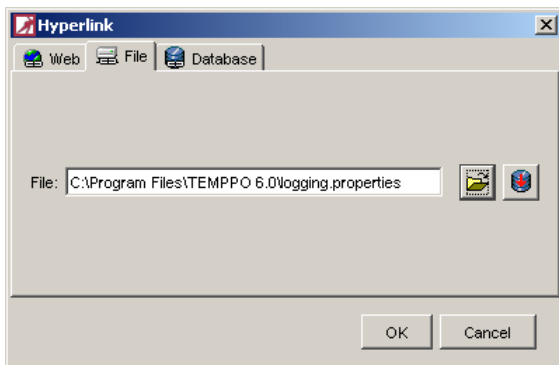 Hyperlink
Web File Database
File: C:\Program Files\TEMPPO 6.0\logging.properties
OK Cancel